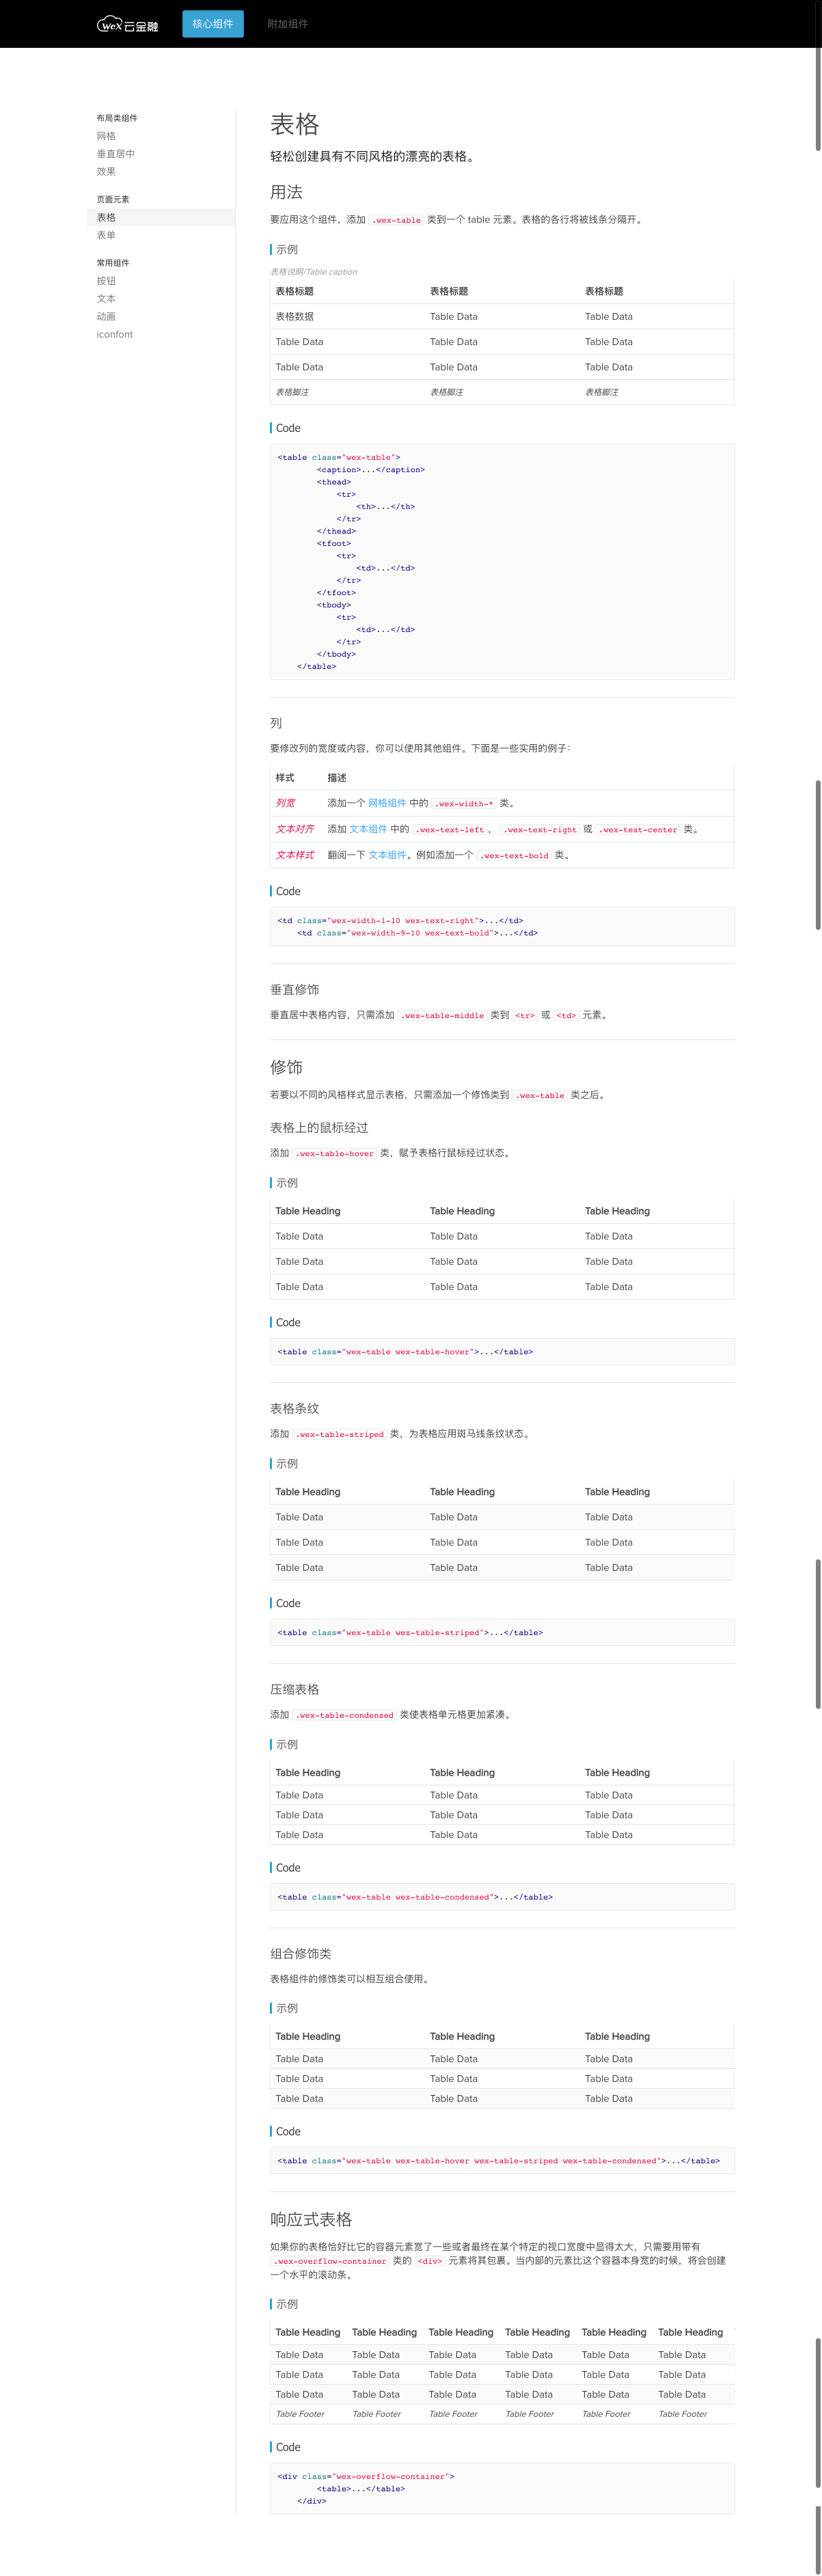 WeX云金融
核心组件
附加组件
布局类组件
网格
垂直居中
效果
页面元素
表格
表单
常用组件
按钮
文本
动画
iconfont
表格
轻松创建具有不同风格的漂亮的表格。
用法
要应用这个组件，添加 .wex-table 类到一个 table 元素。表格的各行将被线条分隔开。
示例
表格说明/Table caption
表格标题 表格标题 表格标题
表格数据 Table Data Table Data
Table Data Table Data Table Data
Table Data Table Data Table Data
表格脚注 表格脚注 表格脚注
Code
<table class="wex-table">
<caption>...</caption>
<thead>
<tr>
<th>...</th>
</tr>
</thead>
<tfoot>
<tr>
<td>...</td>
</tr>
</tfoot>
<tbody>
<tr>
<td>...</td>
</tr>
</tbody>
</table>
列
要修改列的宽度或内容，你可以使用其他组件。下面是一些实用的例子：
样式 描述
列宽 添加一个 网格组件 中的 .wex-width-* 类。
文本对齐 添加 文本组件 中的 .wex-text-left， .wex-text-right 或 .wex-text-center 类。
文本样式 翻阅一下 文本组件。例如添加一个 .wex-text-bold 类。
Code
<td class="wex-width-1-10 wex-text-right">...</td>
<td class="wex-width-9-10 wex-text-bold">...</td>
垂直修饰
垂直居中表格内容，只需添加 .wex-table-middle 类到 <tr> 或 <td> 元素。
修饰
若要以不同的风格样式显示表格，只需添加一个修饰类到 .wex-table 类之后。
表格上的鼠标经过
添加 .wex-table-hover 类，赋予表格行鼠标经过状态。
示例
Table Heading Table Heading Table Heading
Table Data Table Data Table Data
Table Data Table Data Table Data
Table Data Table Data Table Data
Code
<table class="wex-table wex-table-hover">...</table>
表格条纹
添加 .wex-table-striped 类，为表格应用斑马线条纹状态。
示例
Table Heading Table Heading Table Heading
Table Data Table Data Table Data
Table Data Table Data Table Data
Table Data Table Data Table Data
Code
<table class="wex-table wex-table-striped">...</table>
压缩表格
添加 .wex-table-condensed 类使表格单元格更加紧凑。
示例
Table Heading Table Heading Table Heading
Table Data Table Data Table Data
Table Data Table Data Table Data
Table Data Table Data Table Data
Code
<table class="wex-table wex-table-condensed">...</table>
组合修饰类
表格组件的修饰类可以相互组合使用。
示例
Table Heading Table Heading Table Heading
Table Data Table Data Table Data
Table Data Table Data Table Data
Table Data Table Data Table Data
Code
<table class="wex-table wex-table-hover wex-table-striped wex-table-condensed">...</table>
响应式表格
如果你的表格恰好比它的容器元素宽了一些或者最终在某个特定的视口宽度中显得太大，只需要用带有
.wex-overflow-container 类的 <div> 元素将其包裹。当内部的元素比这个容器本身宽的时候，将会创建
一个水平的滚动条。
示例
Table Heading Table Heading Table Heading Table Heading Table Heading Table Heading
Table Data Table Data Table Data Table Data Table Data Table Data
Table Data Table Data Table Data Table Data Table Data Table Data
Table Data Table Data Table Data Table Data Table Data Table Data
Table Footer Table Footer Table Footer Table Footer Table Footer Table Footer
Code
<div class="wex-overflow-container">
<table>...</table>
</div>